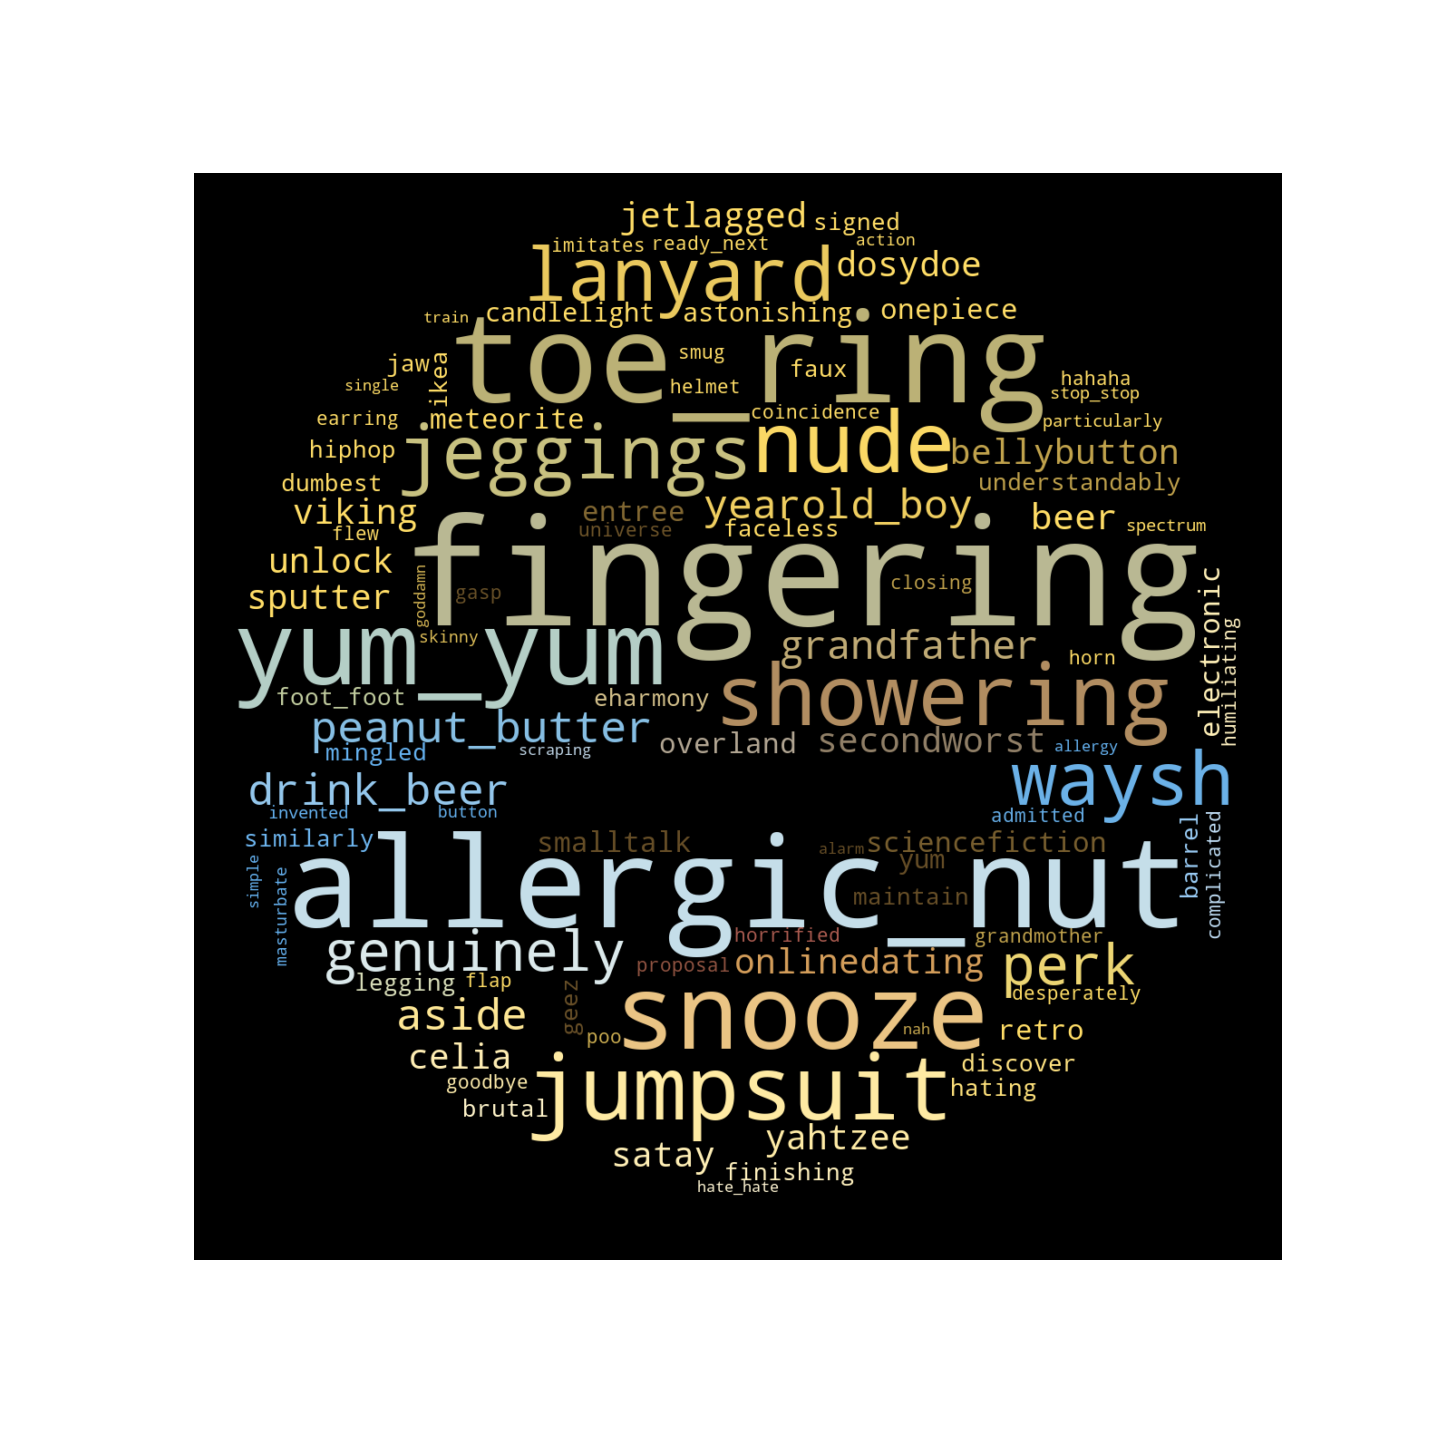 jetlagged signed
imitates ready_next action
lanyard dosydoe
train candlelight astonishing onepiece
toe_ring
jaw ikea smug faux
single helmet hahaha
stop_stop
earring meteorite coincidence particularly
hiphop jeggings nude bellybutton
dumbest understandably
viking entree yearold_boy beer
flew universe faceless spectrum
unlock fingering closing
sputter goddamn gasp electronic
skinny grandfather horn humiliating
yum_yum
foot_foot eharmony showering
peanut_butter overland secondworst allergy
mingled scraping
drink_beer waysh
invented button admitted
similarly smalltalk alarm sciencefiction barrel
simple yum complicated
masturbate allergic_nut maintain
genuinely horrified grandmother
proposal onlinedating perk
legging flap desperately
aside geez snooze retro
poo nah
celia discover
goodbye jumpsuit hating
brutal
yahtzee
satay finishing
hate_hate